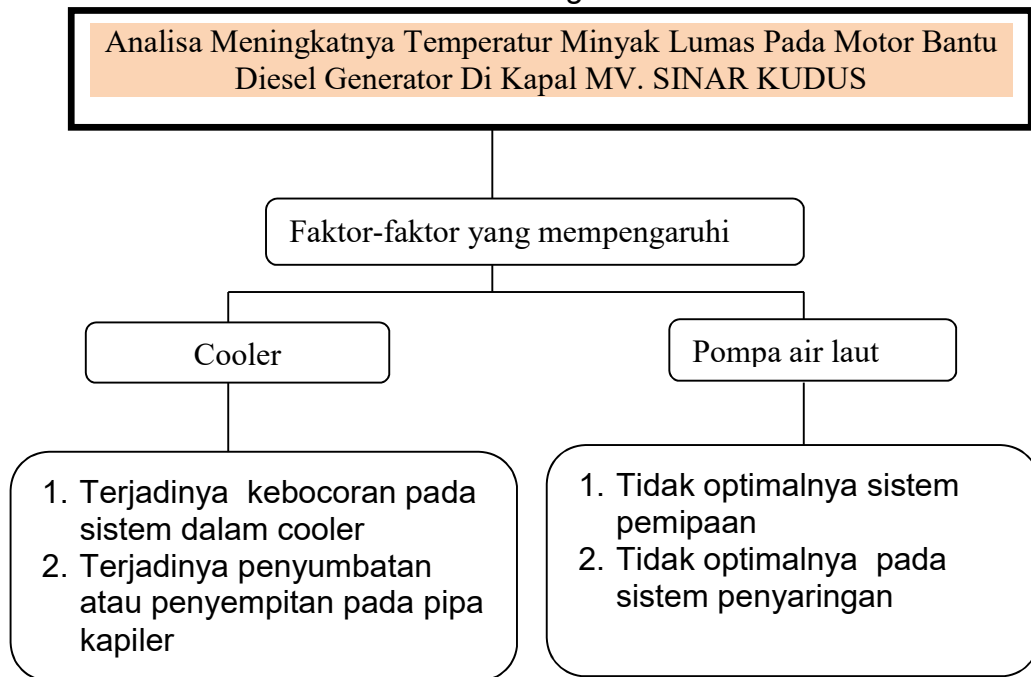 Analisa Meningkatnya Temperatur Minyak Lumas Pada Motor Bantu
Diesel Generator Di Kapal MV. SINAR KUDUS
Faktor-faktor yang mempengaruhi
Cooler
Pompa air laut
1. Terjadinya kebocoran pada
sistem dalam cooler
2. Terjadinya penyumbatan
atau penyempitan pada pipa
kapiler
1. Tidak optimalnya sistem
pemipaan
2. Tidak optimalnya pada
sistem penyaringan